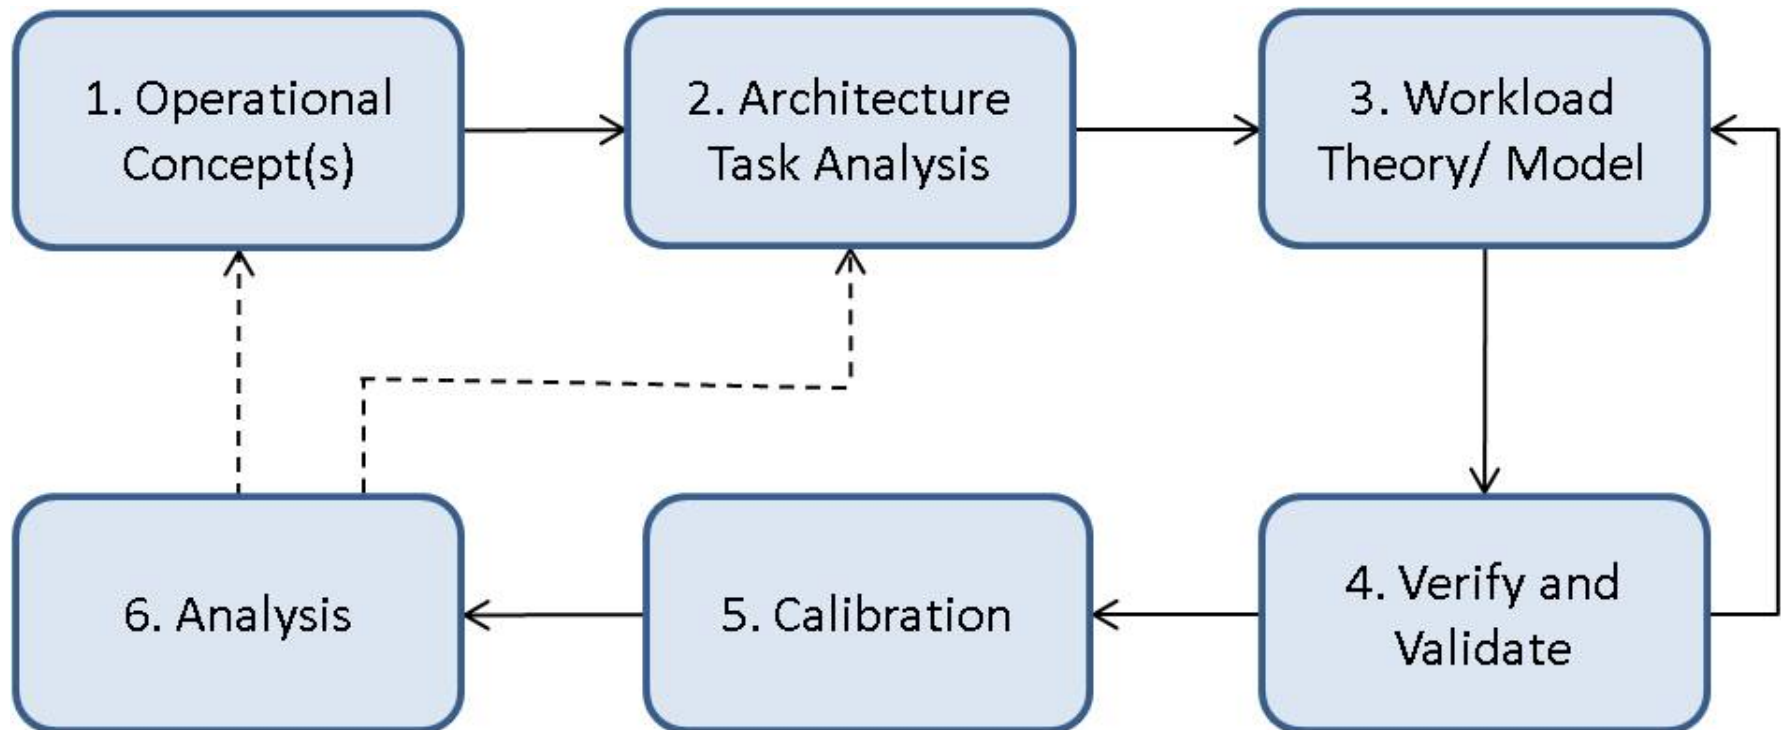 1. Operational
Concept(s)
2. Architecture
Task Analysis
3. Workload
Theory/ Model
4. Verify and
Validate
5. Calibration
6. Analysis